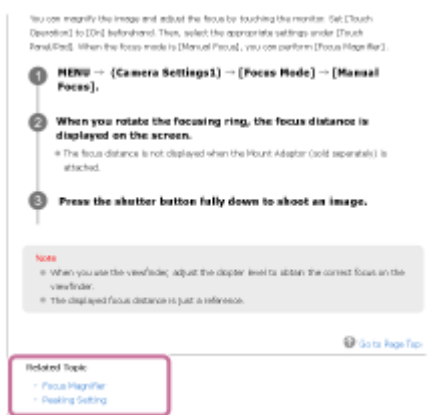 You can magnify the image and adjust the focus by touching the monitor. Set [Touch
Operation] to [On] beforehand. Then, select the appropriate settings under [Touch
Panel/Pad]. When the focus mode is [Manual Focus], you can perform [Focus Magnifier].
1 MENU → (Camera Settings1) → [Focus Mode] → [Manual
Focus].
2 When you rotate the focusing ring, the focus distance is
displayed on the screen.
The focus distance is not displayed when the Mount Adaptor (sold separately) is
attached.
3 Press the shutter button fully down to shoot an image.
Note
When you use the viewfinder, adjust the diopter level to obtain the correct focus on the
viewfinder.
The displayed focus distance is just a reference.
Go to Page Top
Related Topic
Focus Magnifier
Peaking Setting